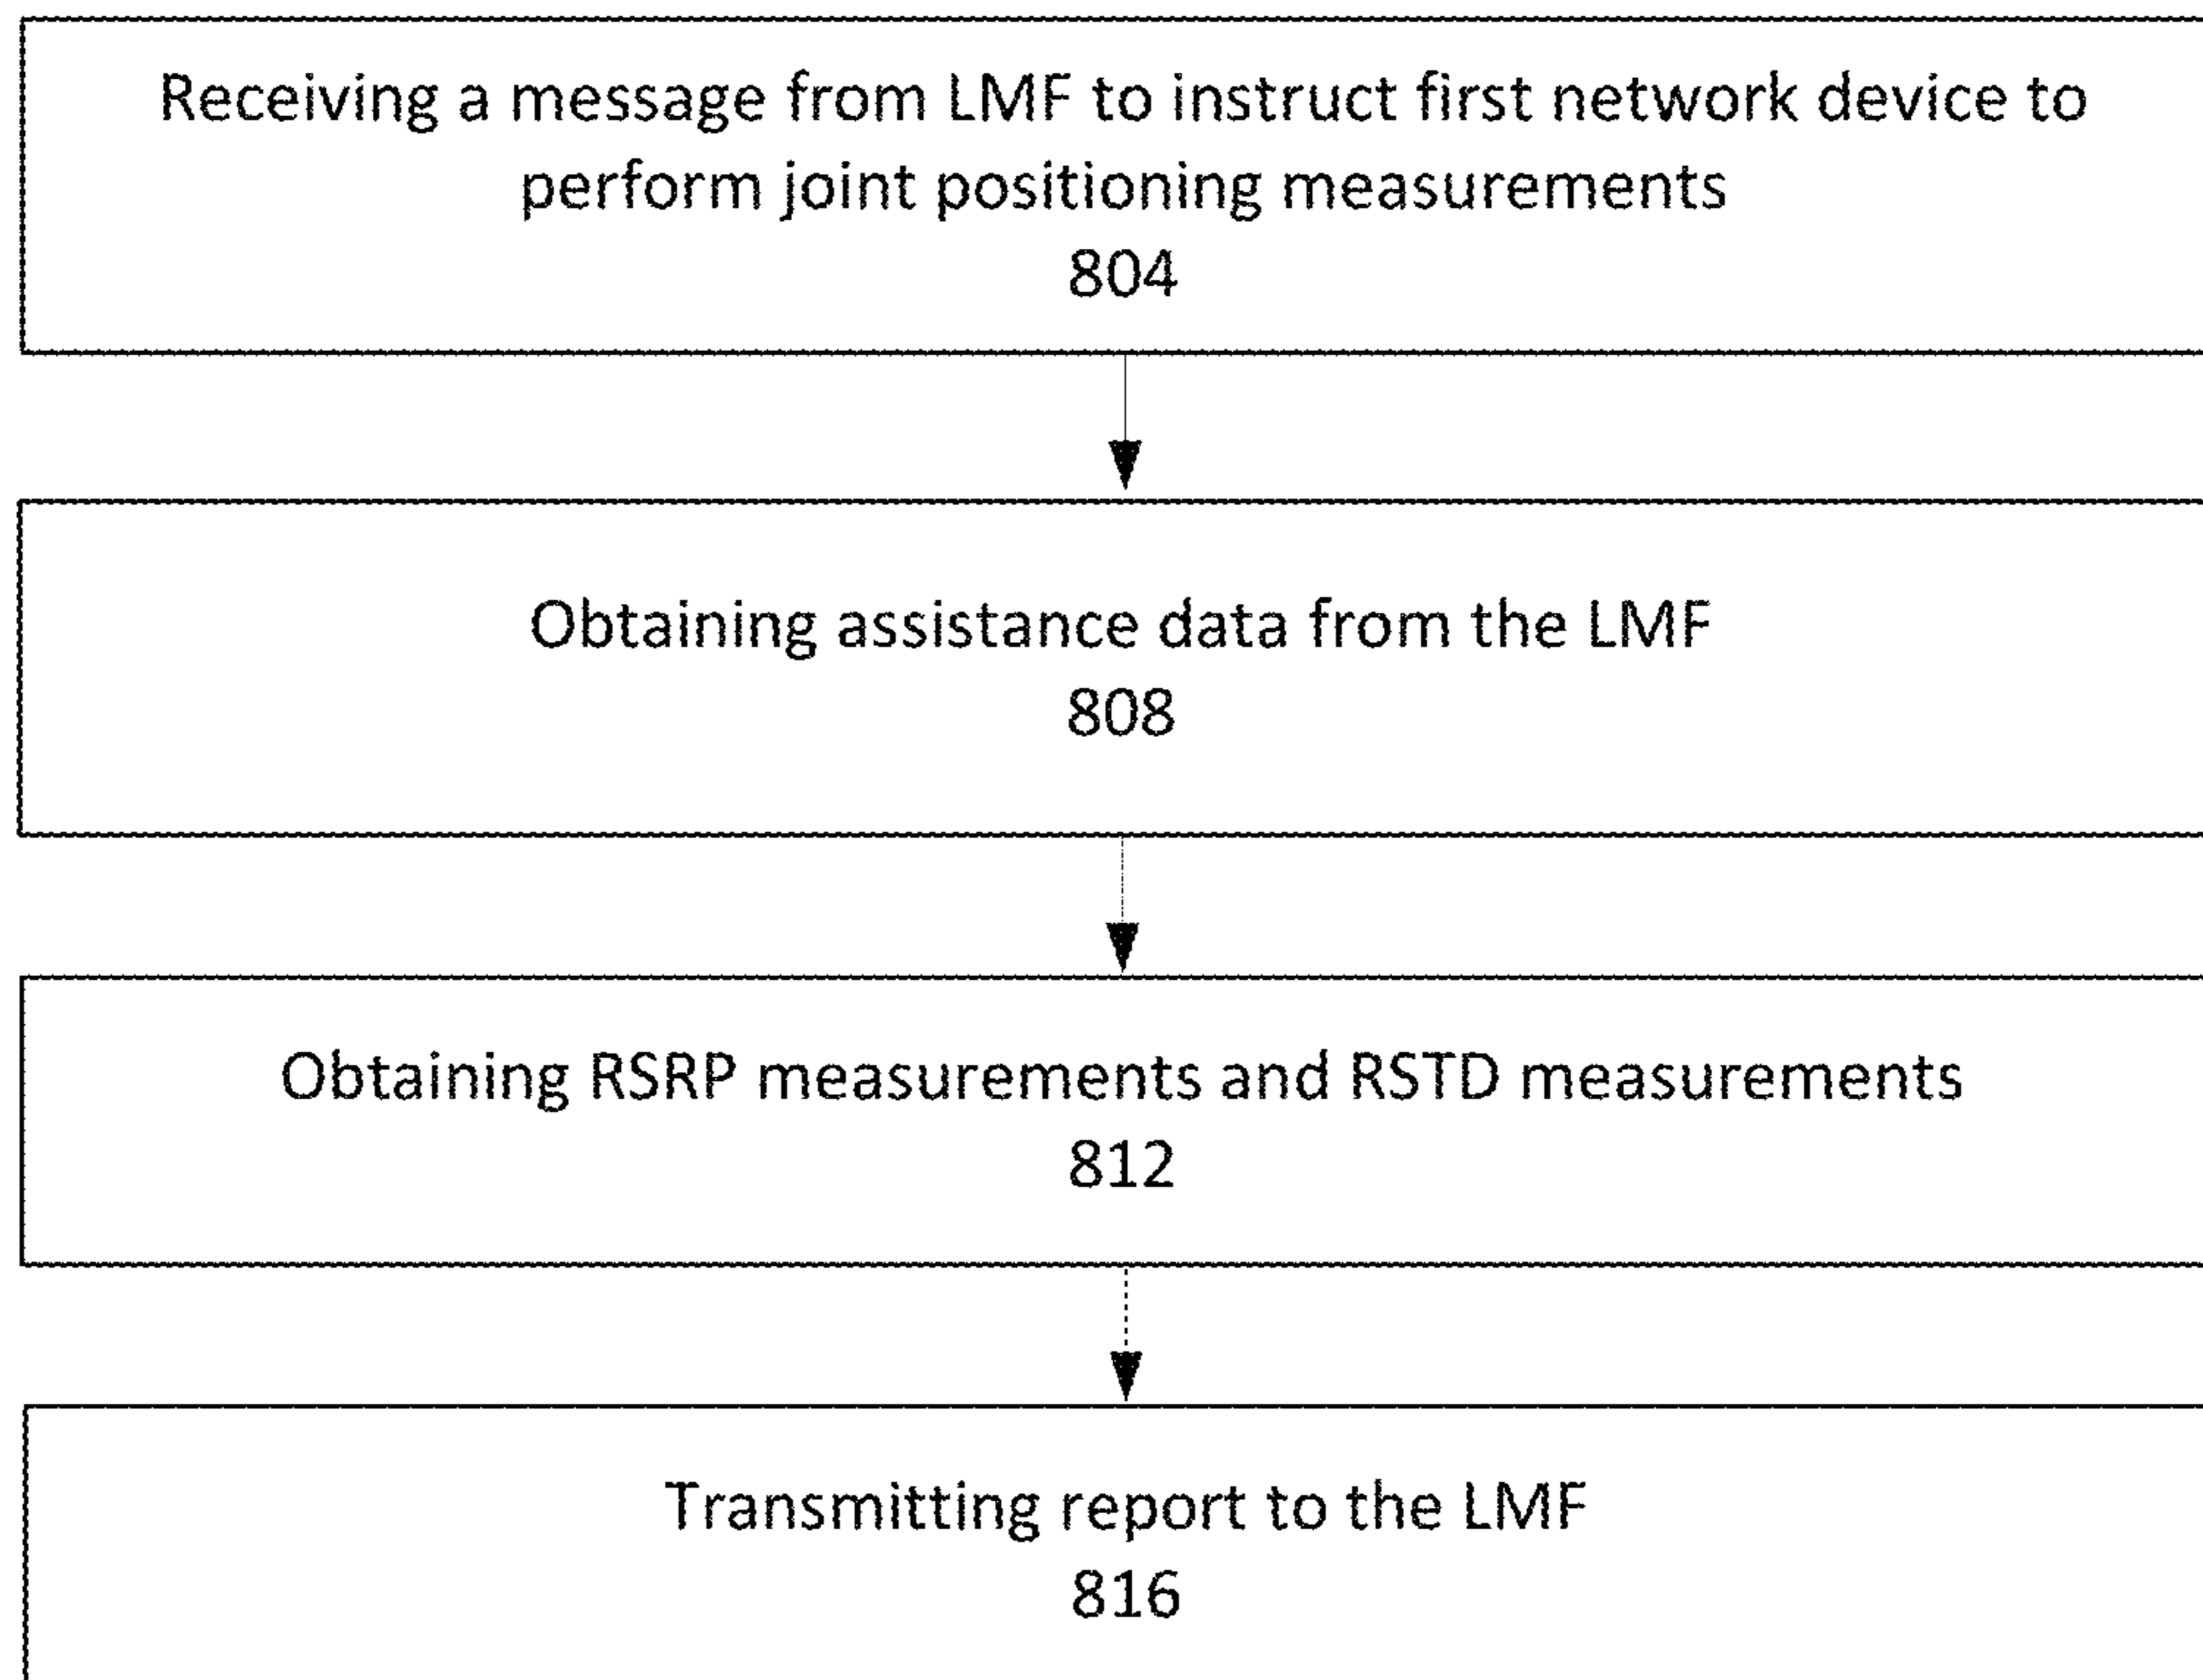 Receiving a message from LMF to instruct first network device to
perform joint positioning measurements
804
Obtaining assistance data from the LMF
808
Obtaining RSRP measurements and RSTD measurements
812
Transmitting report to the LMF
816